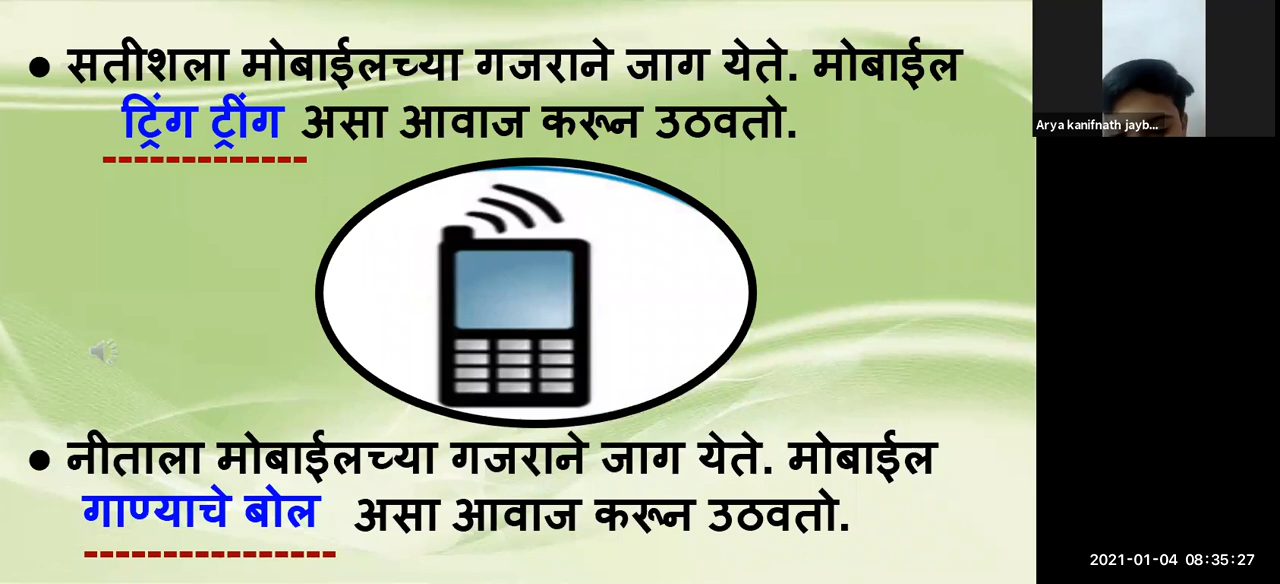 • सतीशला मोबाईलच्या गजराने जाग येते. मोबाईल
ट्रिंग ट्रींग असा आवाज करून उठवतो.
• नीताला मोबाईलच्या गजराने जाग येते. मोबाईल
गाण्याचे बोल असा आवाज करून उठवतो.
Arya kanifnath jayb...
2021-01-04 08:35:27